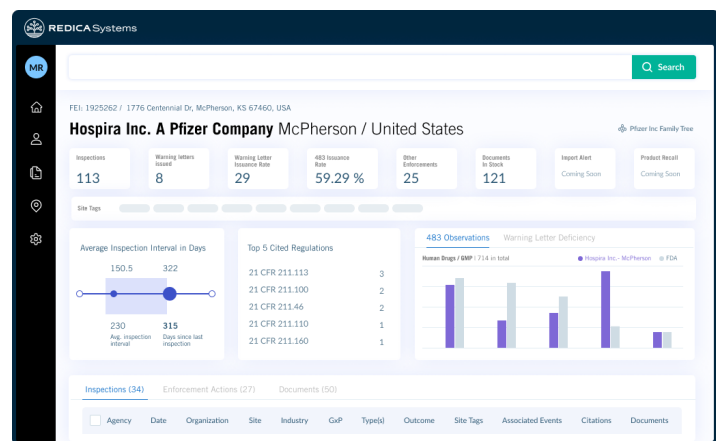 REDICA Systems
MR
Search
FEI: 1925262 / 1776 Centennial Dr, McPherson, KS 67460, USA
Hospira Inc. A Pfizer Company McPherson / United States
Pfizer Inc Family Tree
Inspections
113
Warning letters Issued
8
Warning Letter Issuance Rate
29
483 Issuance Rate
59.29 %
Other Enforcements
25
Documents In Stock
121
Import Alert
Coming Soon
Product Recall
Coming Soon
Site Tags
Average Inspection Interval in Days
150.5 322
230 315
Avg. inspection interval
Days since last inspection
Top 5 Cited Regulations
21 CFR 211.113 3
21 CFR 211.100 2
21 CFR 211.46 2
21 CFR 211.110 1
21 CFR 211.160 1
483 Observations Warning Letter Deficiency
Human Drugs / GMP / 714 in total
Hospira Inc.- McPherson FDA
Inspections (34) Enforcement Actions (27) Documents (50)
Agency Date Organization Site Industry GxP Type(s) Outcome Site Tags Associated Events Citations Documents